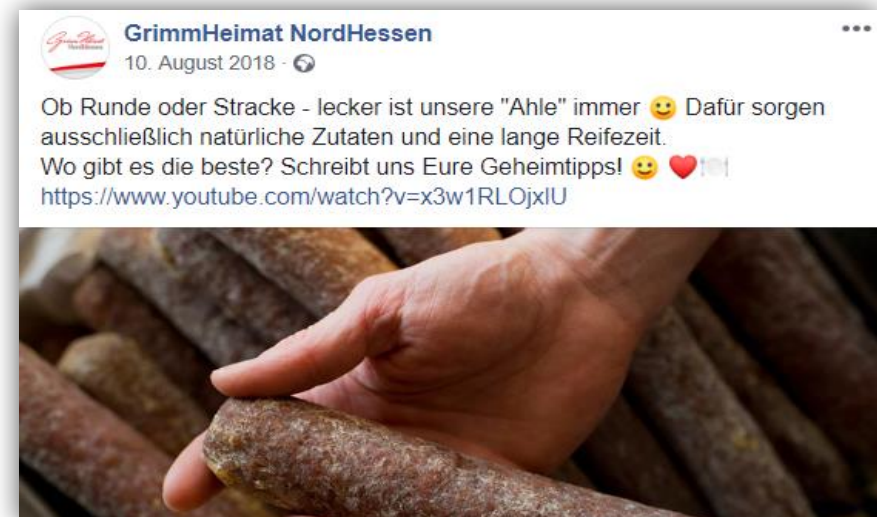 GrimmHeimat NordHessen
10. August 2018 ·
Ob Runde oder Stracke - lecker ist unsere "Ahle" immer 🙂 Dafür sorgen
ausschließlich natürliche Zutaten und eine lange Reifezeit.
Wo gibt es die beste? Schreibt uns Eure Geheimtipps! 🙂 ❤️🍽️
https://www.youtube.com/watch?v=x3w1RLOjxlU